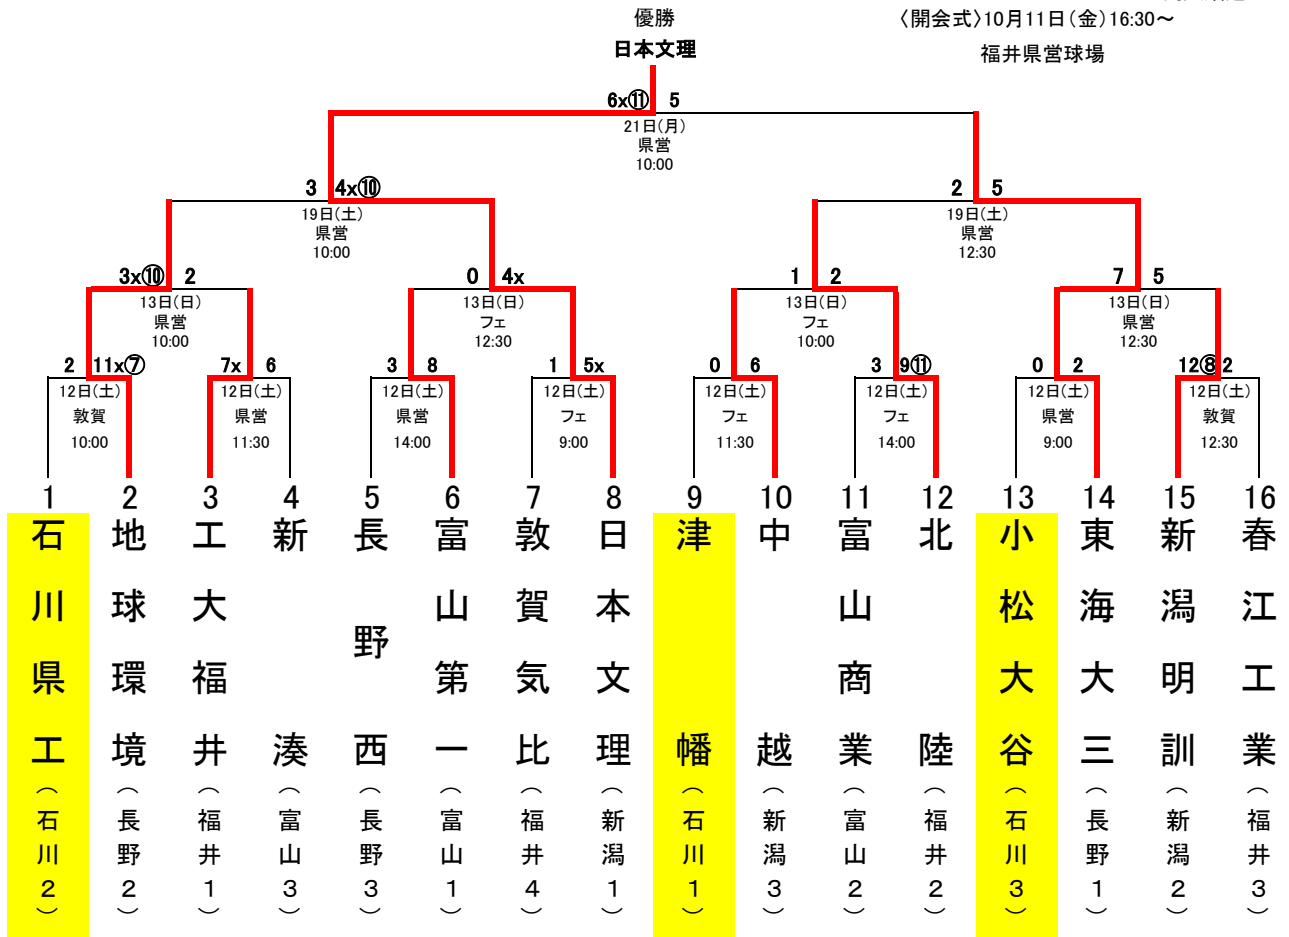 優勝
〈開会式〉10月11日(金)16:30～
日本文理
福井県営球場
6x⑪ 5
21日(月)
県営
10:00
3 4x⑩
19日(土)
県営
10:00
2 5
19日(土)
県営
12:30
3x⑩ 2
13日(日)
県営
10:00
0 4x
13日(日)
フェ
12:30
1 2
13日(日)
フェ
10:00
7 5
13日(日)
県営
12:30
2 11x⑦
12日(土)
敦賀
10:00
7x 6
12日(土)
県営
11:30
3 8
12日(土)
県営
14:00
1 5x
12日(土)
フェ
9:00
0 6
12日(土)
フェ
11:30
3 9⑪
12日(土)
フェ
14:00
0 2
12日(土)
県営
9:00
12⑧ 2
12日(土)
敦賀
12:30
1 石川県工(石川2)
2 地球環境(長野2)
3 工大福井(福井1)
4 新湊(富山3)
5 長野西(長野3)
6 富山第一(富山1)
7 敦賀気比(福井4)
8 日本文理(新潟1)
9 津幡(石川1)
10 中越(新潟3)
11 富山商業(富山2)
12 北陸(福井2)
13 小松大谷(石川3)
14 東海大三(長野1)
15 新潟明訓(新潟2)
16 春江工業(福井3)